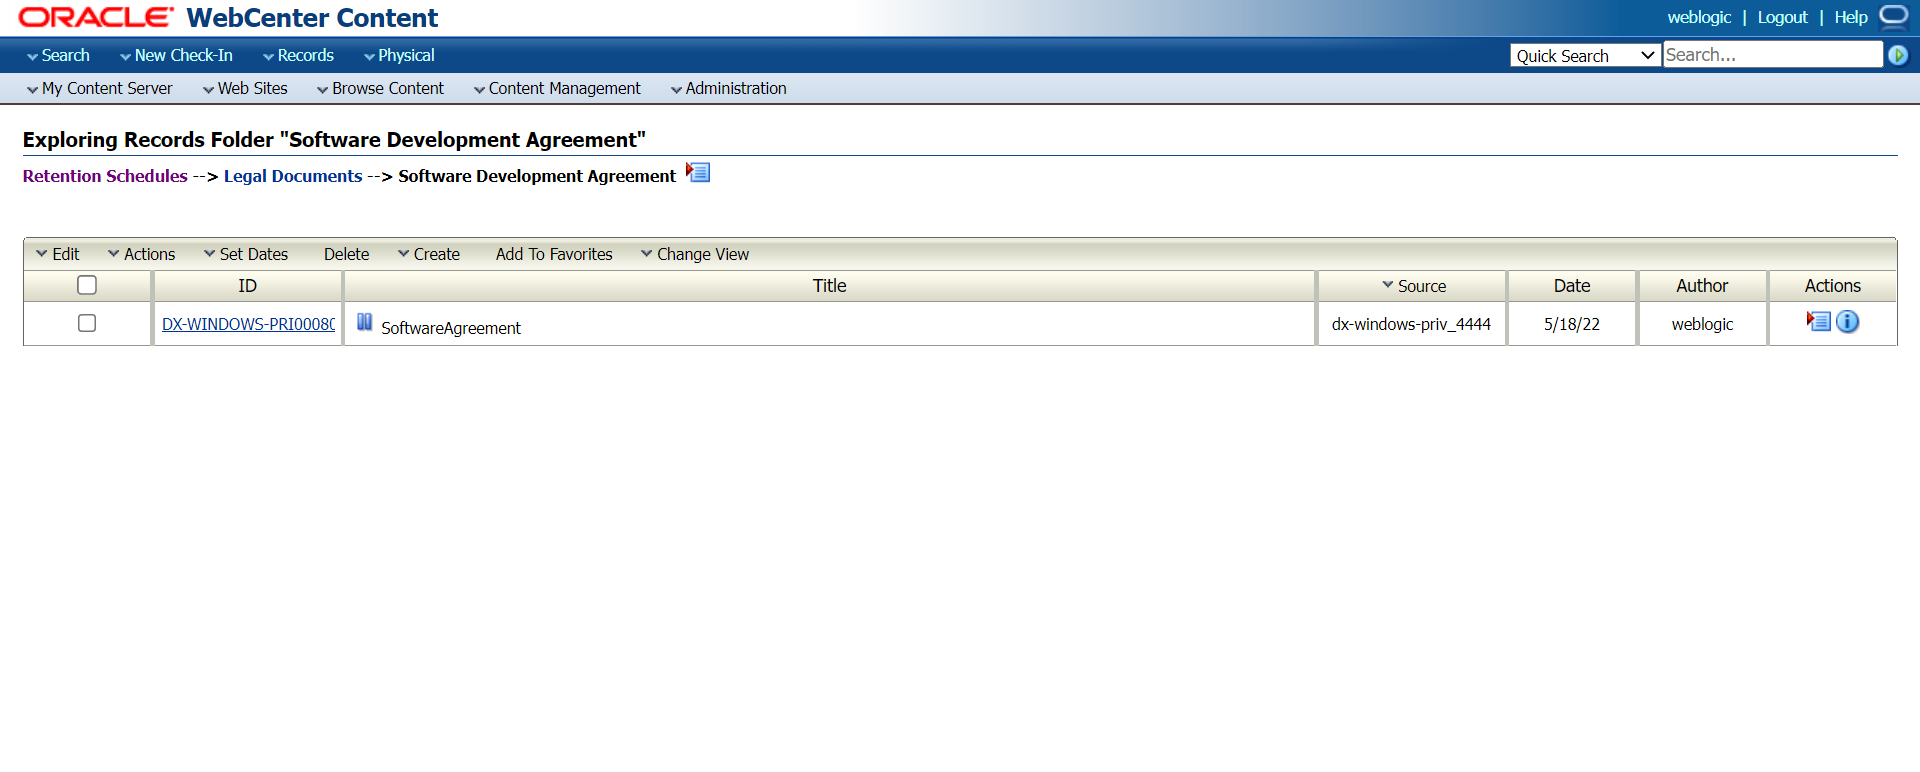 ORACLE WebCenter Content
weblogic | Logout | Help
Search New Check-In Records Physical
Quick Search Search...
My Content Server Web Sites Browse Content Content Management Administration
Exploring Records Folder "Software Development Agreement"
Retention Schedules --> Legal Documents --> Software Development Agreement
Edit Actions Set Dates Delete Create Add To Favorites Change View
ID Title Source Date Author Actions
DX-WINDOWS-PRI00080 SoftwareAgreement dx-windows-priv_4444 5/18/22 weblogic